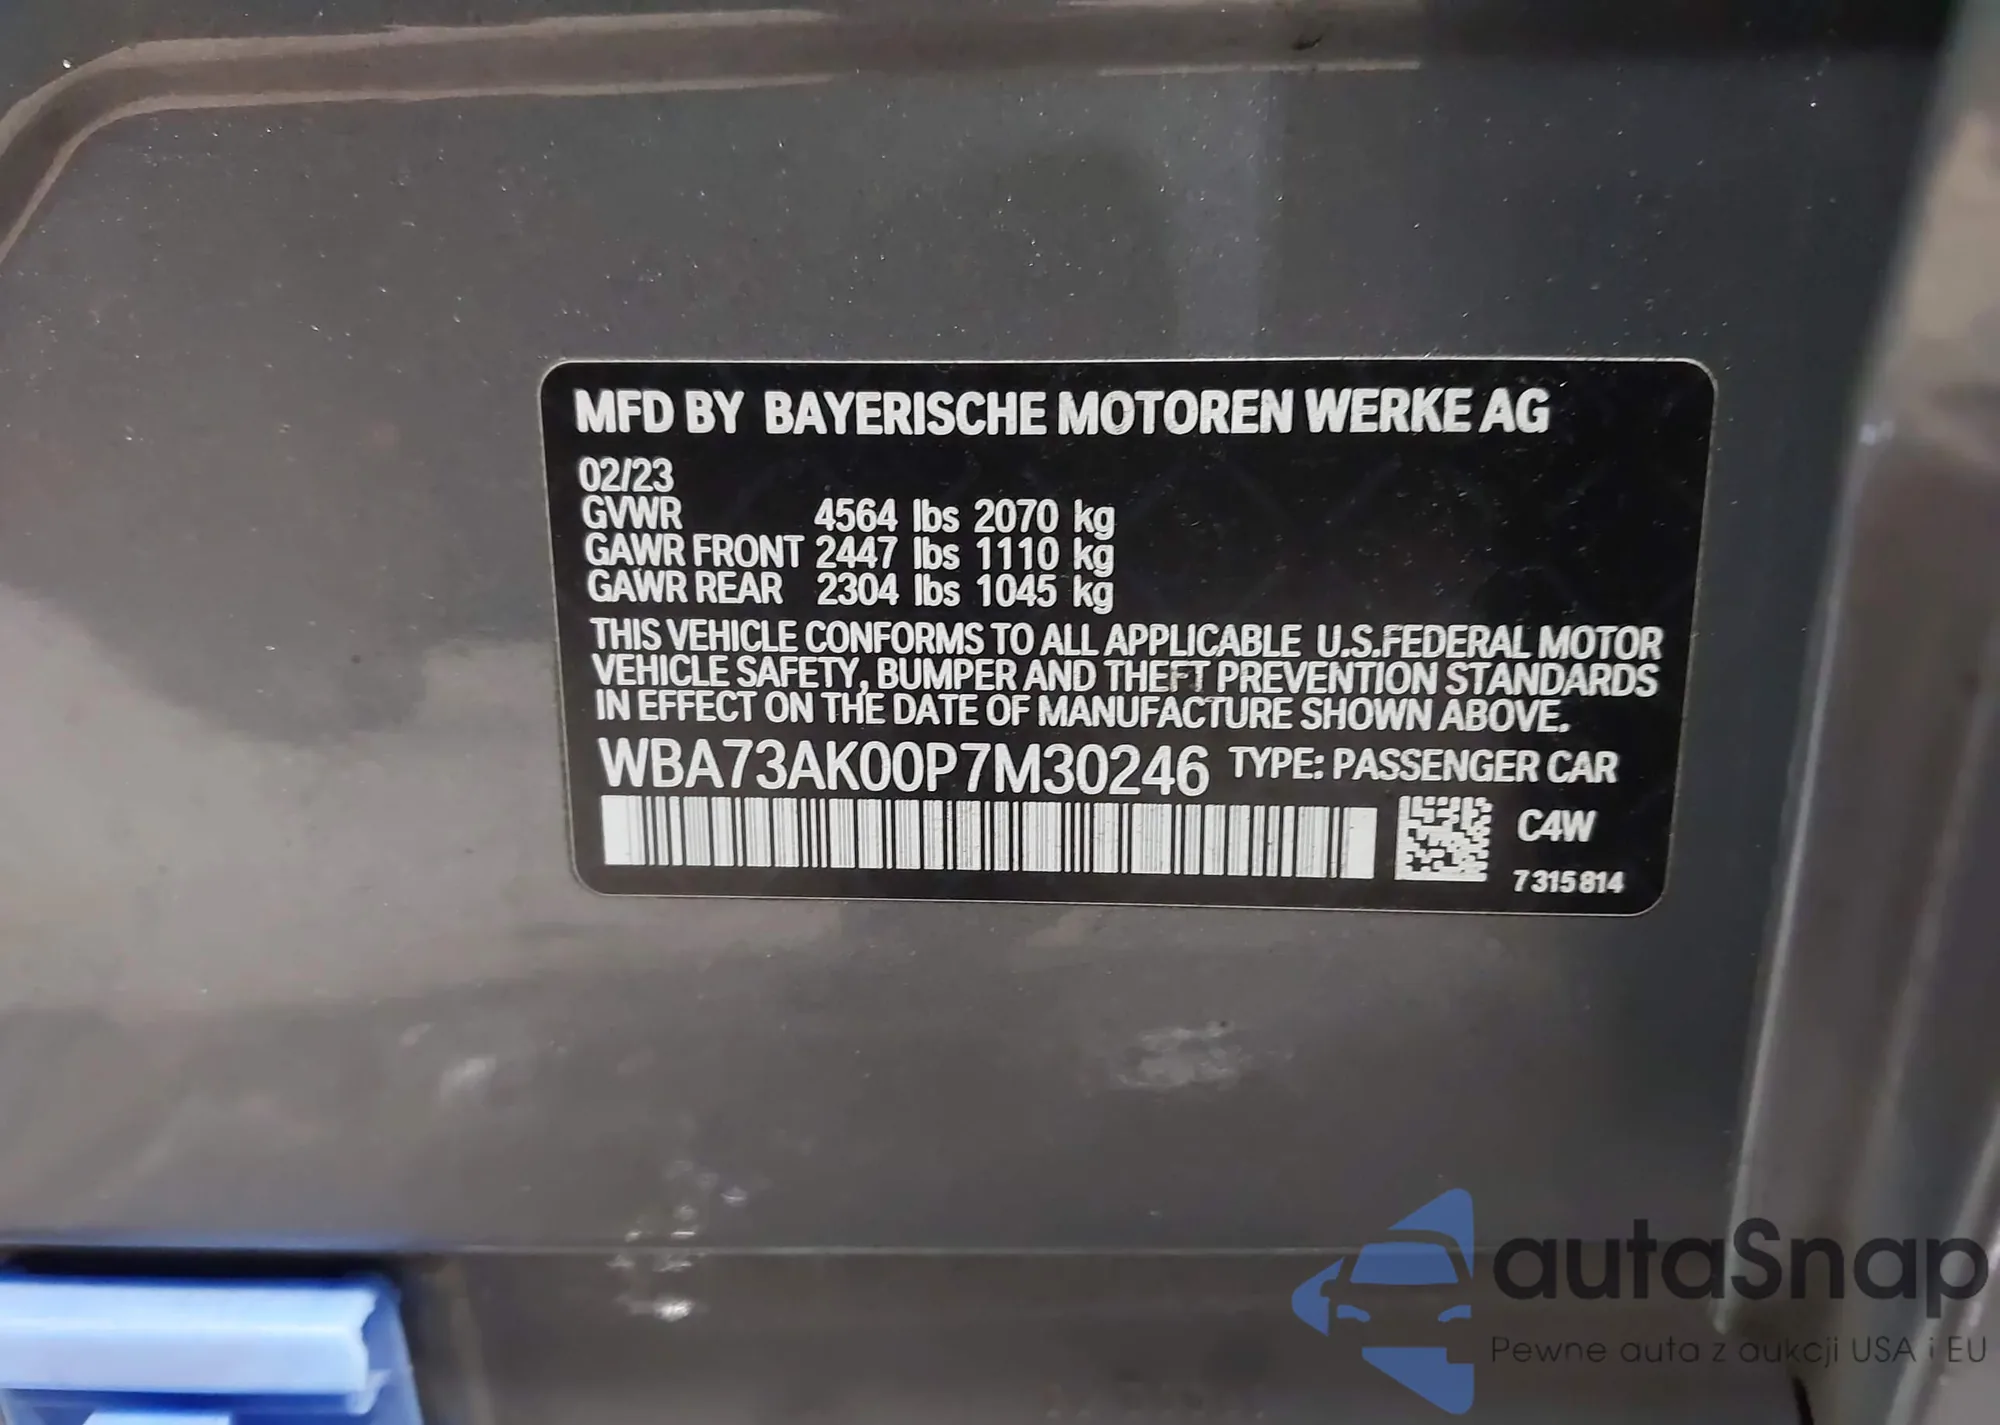 MFD BY BAYERISCHE MOTOREN WERKE AG
02/23
GVWR 4564 lbs 2070 kg
GAWR FRONT 2447 lbs 1110 kg
GAWR REAR 2304 lbs 1045 kg
THIS VEHICLE CONFORMS TO ALL APPLICABLE U.S.FEDERAL MOTOR
VEHICLE SAFETY, BUMPER AND THEFT PREVENTION STANDARDS
IN EFFECT ON THE DATE OF MANUFACTURE SHOWN ABOVE.
WBA73AK00P7M30246 TYPE: PASSENGER CAR
C4W
7315814
autaSnap
Pewne auta z aukcji USA i EU